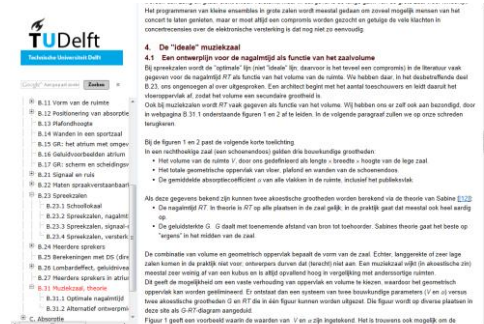 TUDelft
Technische Universiteit Delft
Zoeken
B.11 Vorm van de ruimte
B.12 Positionering van absorptie
B.13 Plafondhoogte
B.14 Wanden in een sportzaal
B.15 GR: het atrium met omgev
B.16 Geluidvoorbeelden atrium
B.17 GR: scherm en scheidingsv
B.21 Signaal en ruis
B.22 Maten spraakverstaanbaarh
B.23 Spreekzalen
B.23.1 Schoollokaal
B.23.2 Spreekzalen, nagalmt
B.23.3 Spreekzalen, signaal-r
B.23.4 Spreekzalen, versterk
B.24 Meerdere sprekers
B.25 Berekeningen met DS (dire
B.26 Lombardeffect, geluidnivea
B.27 Meerdere sprekers in atriu
B.31 Muziekzaal, theorie
B.31.1 Optimale nagalmtijd
B.31.2 Alternatief ontwerpmid
C. Absorptie
Het programmeren van kleine ensembles in grote zalen wordt meestal gedaan om zoveel mogelijk mensen van het
concert te laten genieten, maar er moet altijd een compromis worden gezocht en getuige de vele klachten in
concertrecensies over de elektronische versterking is dat nog niet zo eenvoudig.
4. De "ideale" muziekzaal
4.1 Een ontwerplijn voor de nagalmtijd als functie van het zaalvolume
Bij spreekzalen wordt de "optimale" lijn (niet "ideale" lijn; daarvoor is het teveel een compromis) in de literatuur vaak
gegeven voor de nagalmtijd RT als functie van het volume van de ruimte. We hebben daar, in het desbetreffende deel
B.23, ons ongenoegen al over uitgesproken. Een architect begint met het aantal toeschouwers en leidt daaruit het
vloeroppervlak af, zodat het volume een secundaire grootheid is.
Ook bij muziekzalen wordt RT vaak gegeven als functie van het volume. Wij hebben ons er zelf ook aan bezondigd, door
in webpagina B.31.1 onderstaande figuren 1 en 2 af te leiden. In de volgende paragraaf zullen we op onze schreden
terugkeren.
Bij de figuren 1 en 2 past de volgende korte toelichting.
In een rechthoekige zaal (een schoenendoos) gelden drie bouwkundige grootheden:
• Het volume van de ruimte V, door ons gedefinieerd als lengte × breedte × hoogte van de lege zaal.
• Het totale geometrische oppervlak van vloer, plafond en wanden van de schoenendoos.
• De gemiddelde absorptiecoëfficiënt α van alle vlakken in de ruimte, inclusief het publieksvlak.
Als deze gegevens bekend zijn kunnen twee akoestische grootheden worden berekend via de theorie van Sabine
• De nagalmtijd RT. In theorie is RT op alle plaatsen in de zaal gelijk, in de praktijk gaat dat meestal ook heel aardig
op.
• De geluidsterkte G. G daalt met toenemende afstand van bron tot toehoorder. Sabines theorie gaat het beste op
"ergens" in het midden van de zaal.
De combinatie van volume en geometrisch oppervlak bepaalt de vorm van de zaal. Echter, langgerekte of zeer lage
zalen komen in de praktijk niet voor; ontwerpers durven dat (terecht) niet aan. Een muziekzaal wijkt (in akoestische zin)
meestal zeer weinig af van een kubus en is altijd opvallend hoog in vergelijking met andersoortige ruimten.
Dit geeft de mogelijkheid om een vaste verhouding van oppervlak en volume te kiezen, waardoor het geometrisch
oppervlak kan worden geëlimineerd. Er ontstaat dan een systeem van twee bouwkundige parameters (V en α) versus
twee akoestische grootheden G en RT die in één figuur kunnen worden uitgezet. Die figuur wordt op diverse plaatsen in
deze site als G-RT-diagram aangeduid.
Figuur 1 geeft een voorbeeld waarin de waarden van V en α zijn ingetekend. Het is trouwens ook mogelijk om de